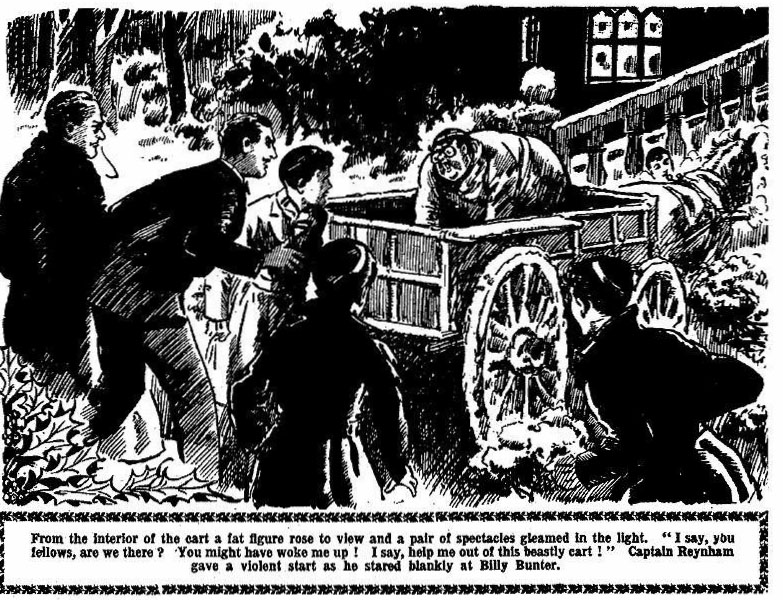 From the interior of the cart a fat figure rose to view and a pair of spectacles gleamed in the light. "I say, you
fellows, are we there? 'You might have woke me up! I say, help me out of this beastly cart!" Captain Reynham
gave a violent start as he stared blankly at Billy Bunter.